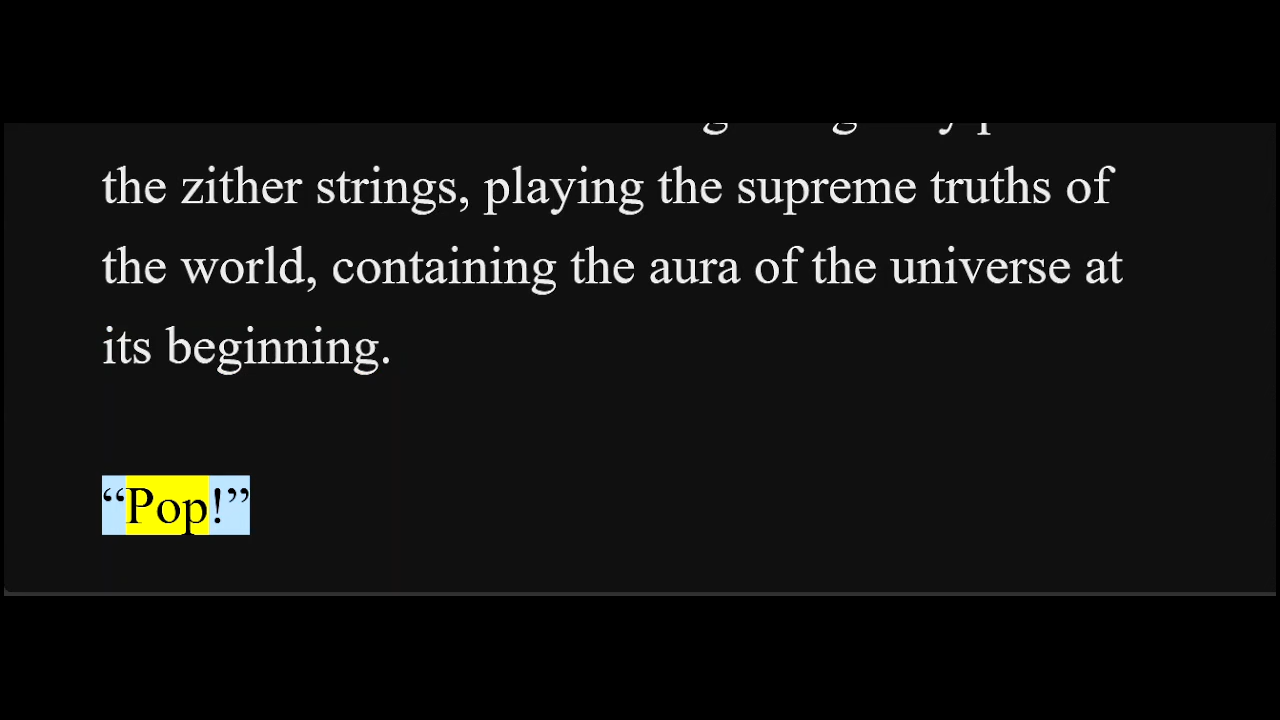 the zither strings, playing the supreme truths of
the world, containing the aura of the universe at
its beginning.
“Pop!”